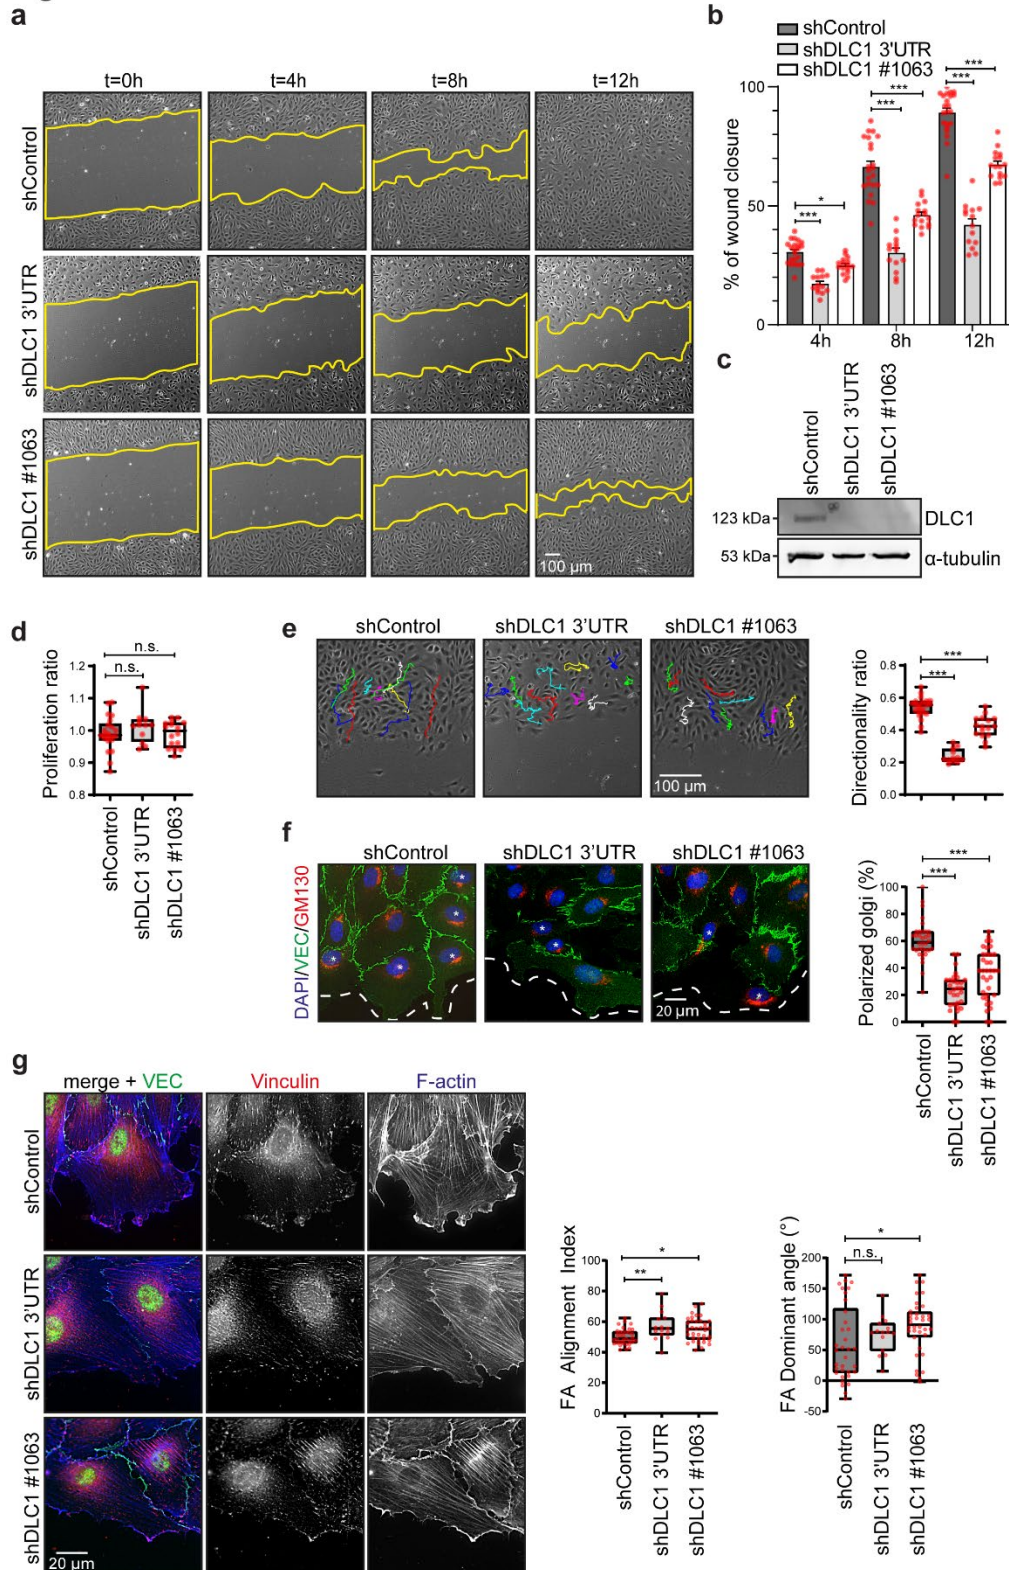 a
t=0h t=4h t=8h t=12h
shControl
shDLC1 3'UTR
shDLC1 #1063
100 µm
b
shControl
shDLC1 3'UTR
shDLC1 #1063
% of wound closure
100
50
0
*** *
*** ***
*** ***
4h 8h 12h
c
shControl
shDLC1 3'UTR
shDLC1 #1063
123 kDa DLC1
53 kDa α-tubulin
d
Proliferation ratio
1.2
1.1
1.0
0.9
0.8
n.s.
n.s.
shControl
shDLC1 3'UTR
shDLC1 #1063
e
shControl shDLC1 3'UTR shDLC1 #1063
100 µm
Directionality ratio
0.8
0.6
0.4
0.2
0.0
***
***
f
shControl shDLC1 3'UTR shDLC1 #1063
DAPI/VEC/GM130
* * * * *
* *
* *
20 µm
Polarized golgi (%)
100
80
60
40
20
0
***
***
shControl
shDLC1 3'UTR
shDLC1 #1063
g
merge + VEC Vinculin F-actin
shControl
shDLC1 3'UTR
shDLC1 #1063
20 µm
FA Alignment Index
100
80
60
40
20
0
*
**
shControl
shDLC1 3'UTR
shDLC1 #1063
FA Dominant angle (°)
200
150
100
50
0
-50
*
n.s.
shControl
shDLC1 3'UTR
shDLC1 #1063